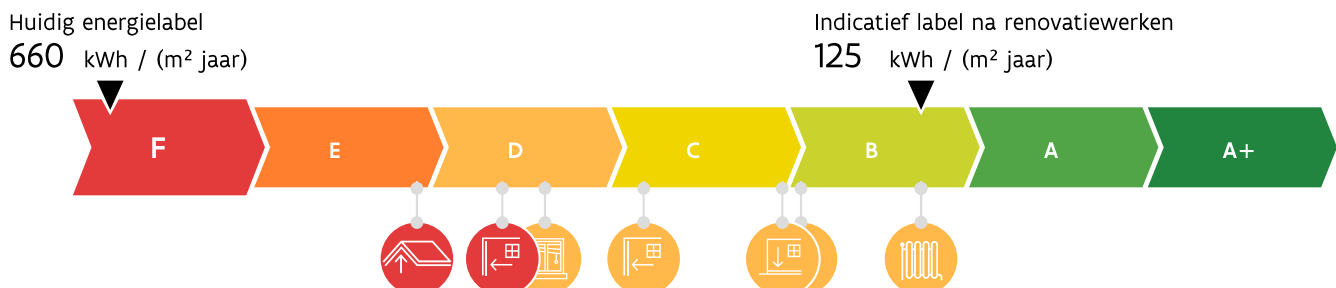 Huidig energielabel
660 kWh / (m² jaar)
Indicatief label na renovatiewerken
125 kWh / (m² jaar)
F E D C B A A+